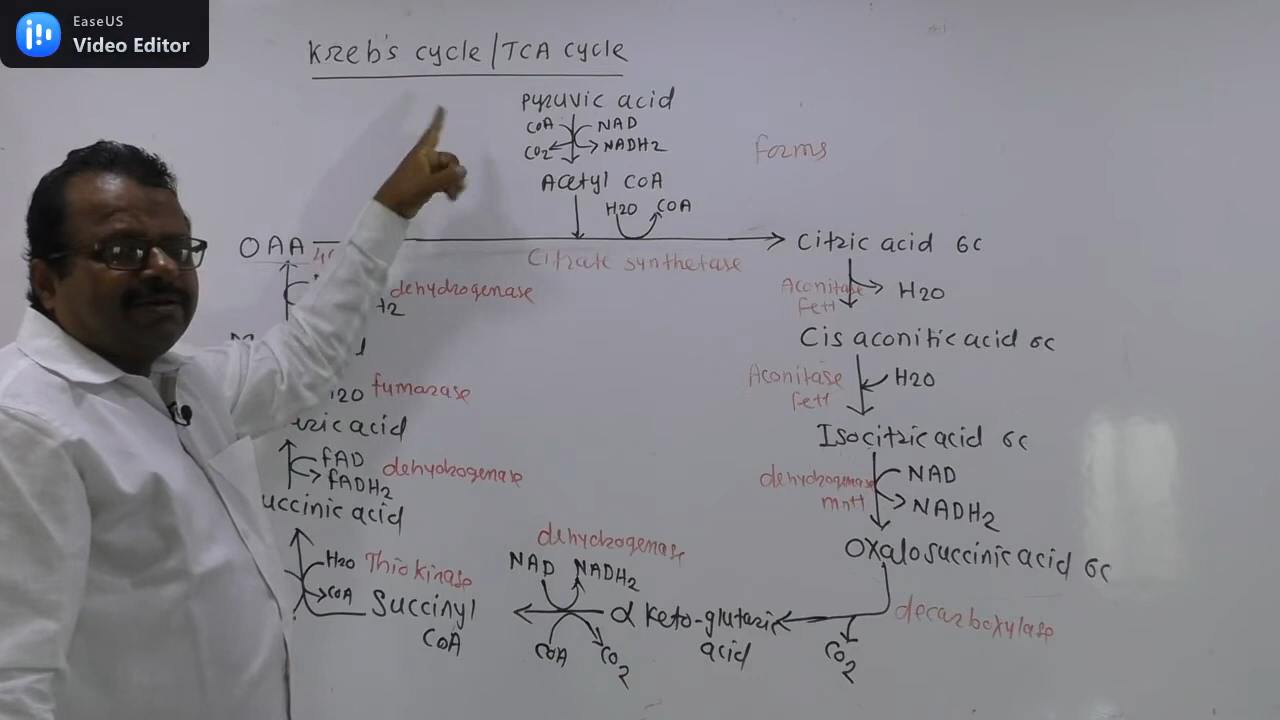 EaseUS
Video Editor
Kreb's cycle/TCA cycle
Pyruvic acid
CoA NAD
CO2 NADH2
forms
Acetyl COA
H2O COA
OAA 4c
Citric acid 6c
Citrate synthetase
dehydrogenase
Aconitase
fe++
H2O
Cis aconitic acid 6c
Aconitase
fe++
H2O
fumarase
ric acid
Isocitric acid 6c
fAD
fADH2
dehydrogenase
dehydrogenase
mn++
NAD
NADH2
uccinic acid
dehydrogenase
Oxalosuccinic acid 6c
H2O
Thiokinase
NAD NADH2
COA
Succinyl
COA
α Keto-glutaric
acid
decarboxylase
COA CO2
CO2